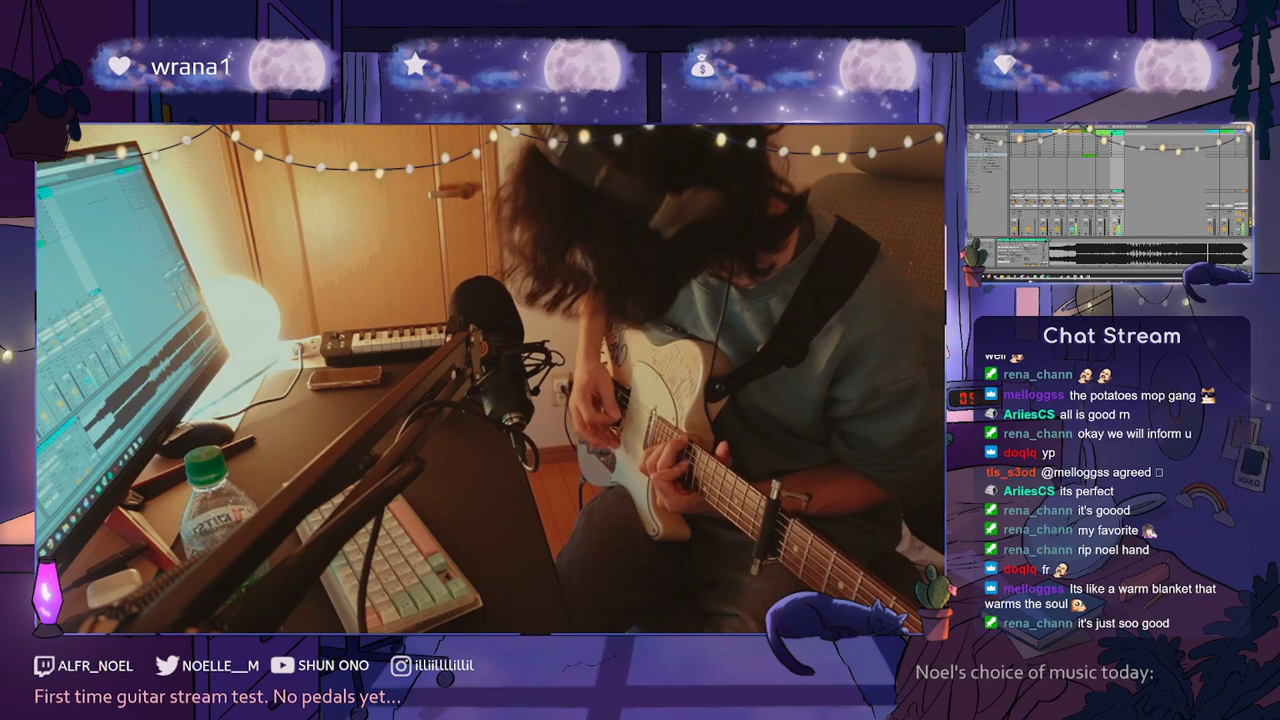 wrana1
Chat Stream
well
rena_chann
melloggss the potatoes mop gang
AriiesCS all is good rn
rena_chann okay we will inform u
doqlq yp
tls_s3od @melloggss agreed
AriiesCS its perfect
rena_chann it's goood
rena_chann my favorite
rena_chann rip noel hand
doqlq fr
melloggss Its like a warm blanket that
warms the soul
rena_chann it's just soo good
XOXO
ALFR_NOEL NOELLE__M SHUN ONO illiillllillil
First time guitar stream test. No pedals yet...
Noel's choice of music today: